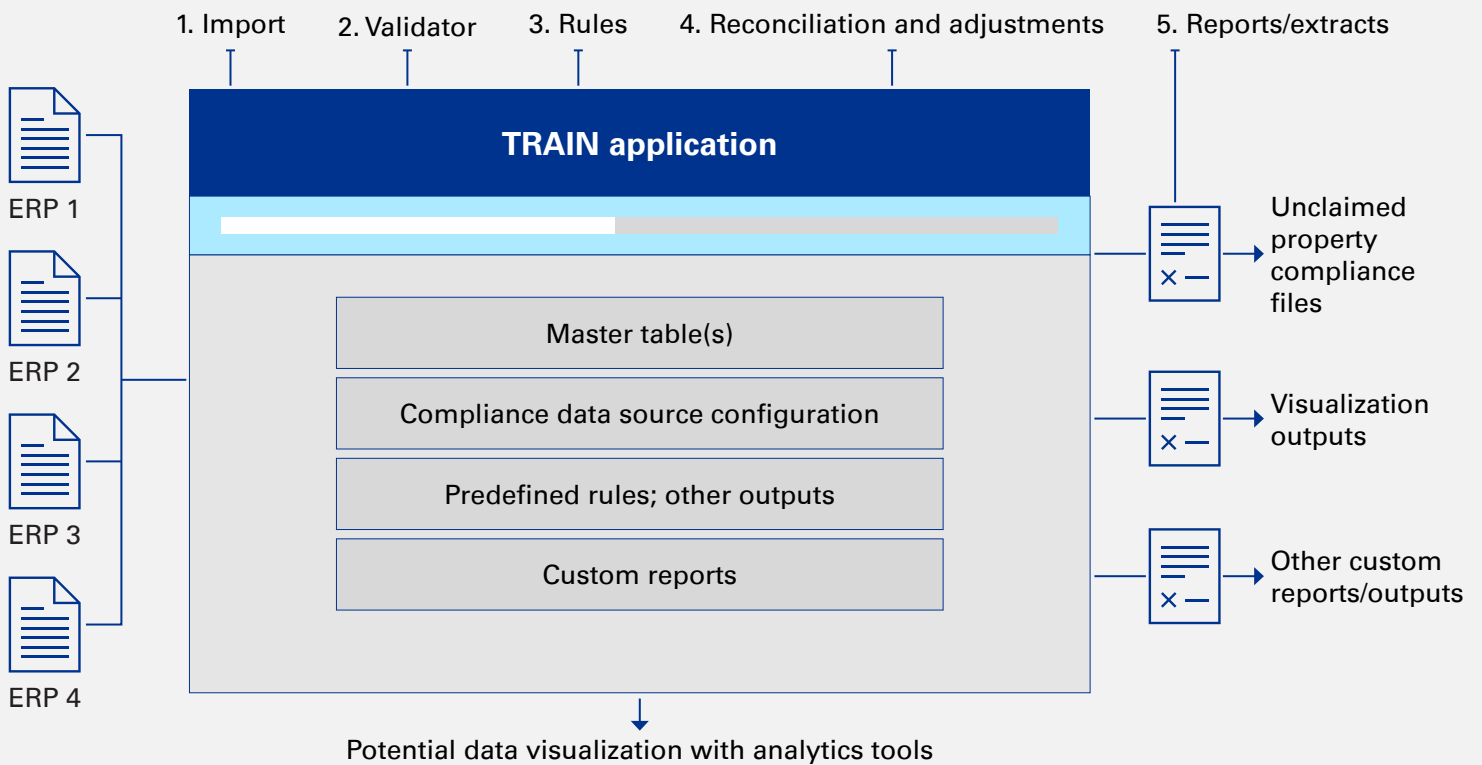 1. Import
2. Validator
3. Rules
4. Reconciliation and adjustments
5. Reports/extracts
TRAIN application
ERP 1
ERP 2
ERP 3
ERP 4
Master table(s)
Compliance data source configuration
Predefined rules; other outputs
Custom reports
Unclaimed
property
compliance
files
Visualization
outputs
Other custom
reports/outputs
Potential data visualization with analytics tools